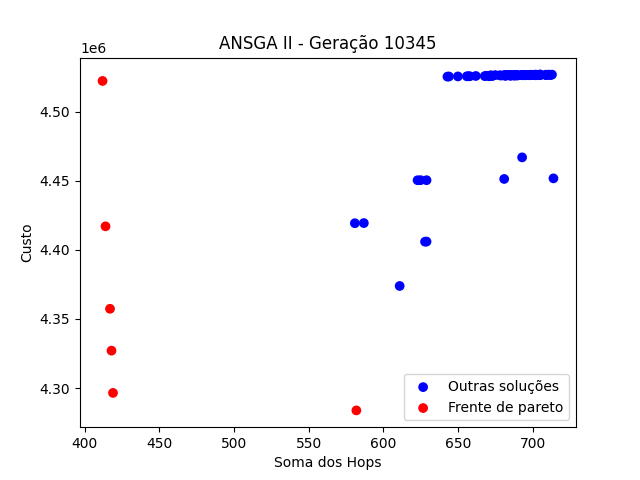 ANSGA II - Geração 10345
1e6
4.50
4.45
4.40
4.35
4.30
Custo
400 450 500 550 600 650 700
Soma dos Hops
Outras soluções
Frente de pareto